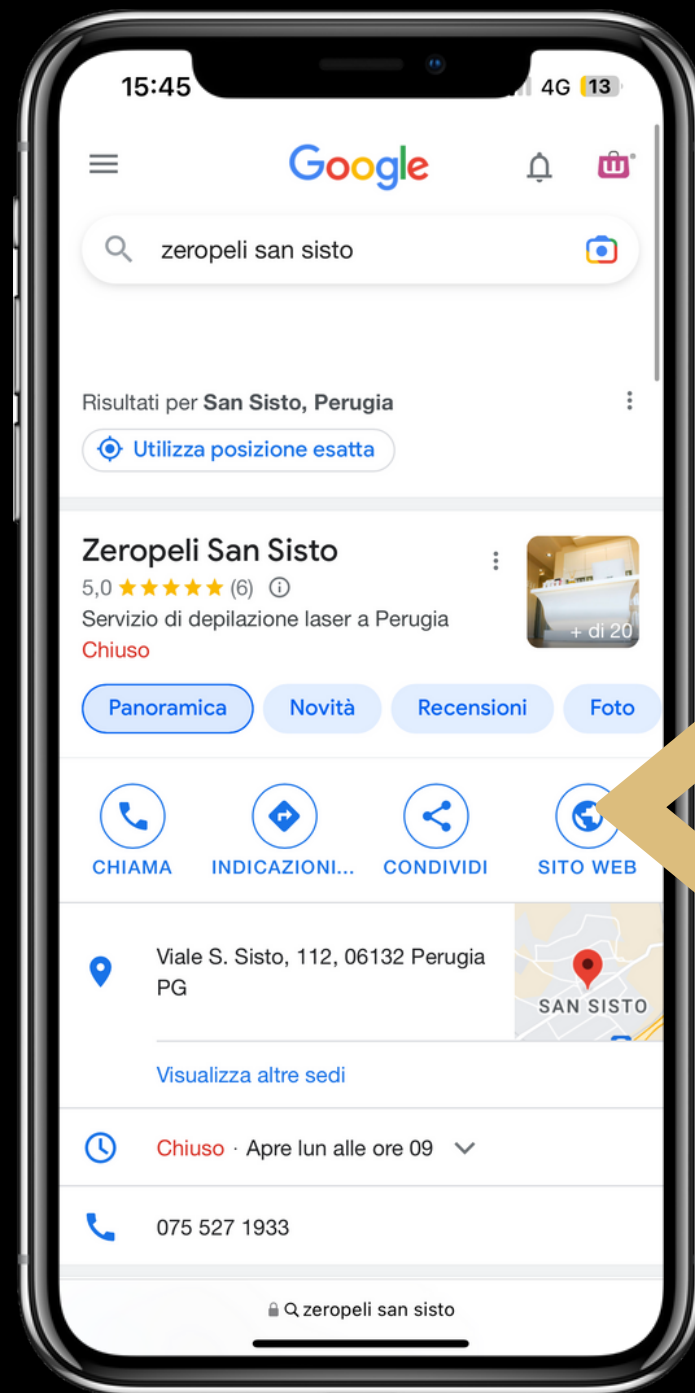 15:45 4G 13
Google
zeropeli san sisto
Risultati per San Sisto, Perugia
Utilizza posizione esatta
Zeropeli San Sisto
5,0 (6)
Servizio di depilazione laser a Perugia
Chiuso
+ di 20
Panoramica Novità Recensioni Foto
CHIAMA INDICAZIONI... CONDIVIDI SITO WEB
Viale S. Sisto, 112, 06132 Perugia
PG
SAN SISTO
Visualizza altre sedi
Chiuso · Apre lun alle ore 09
075 527 1933
zeropeli san sisto